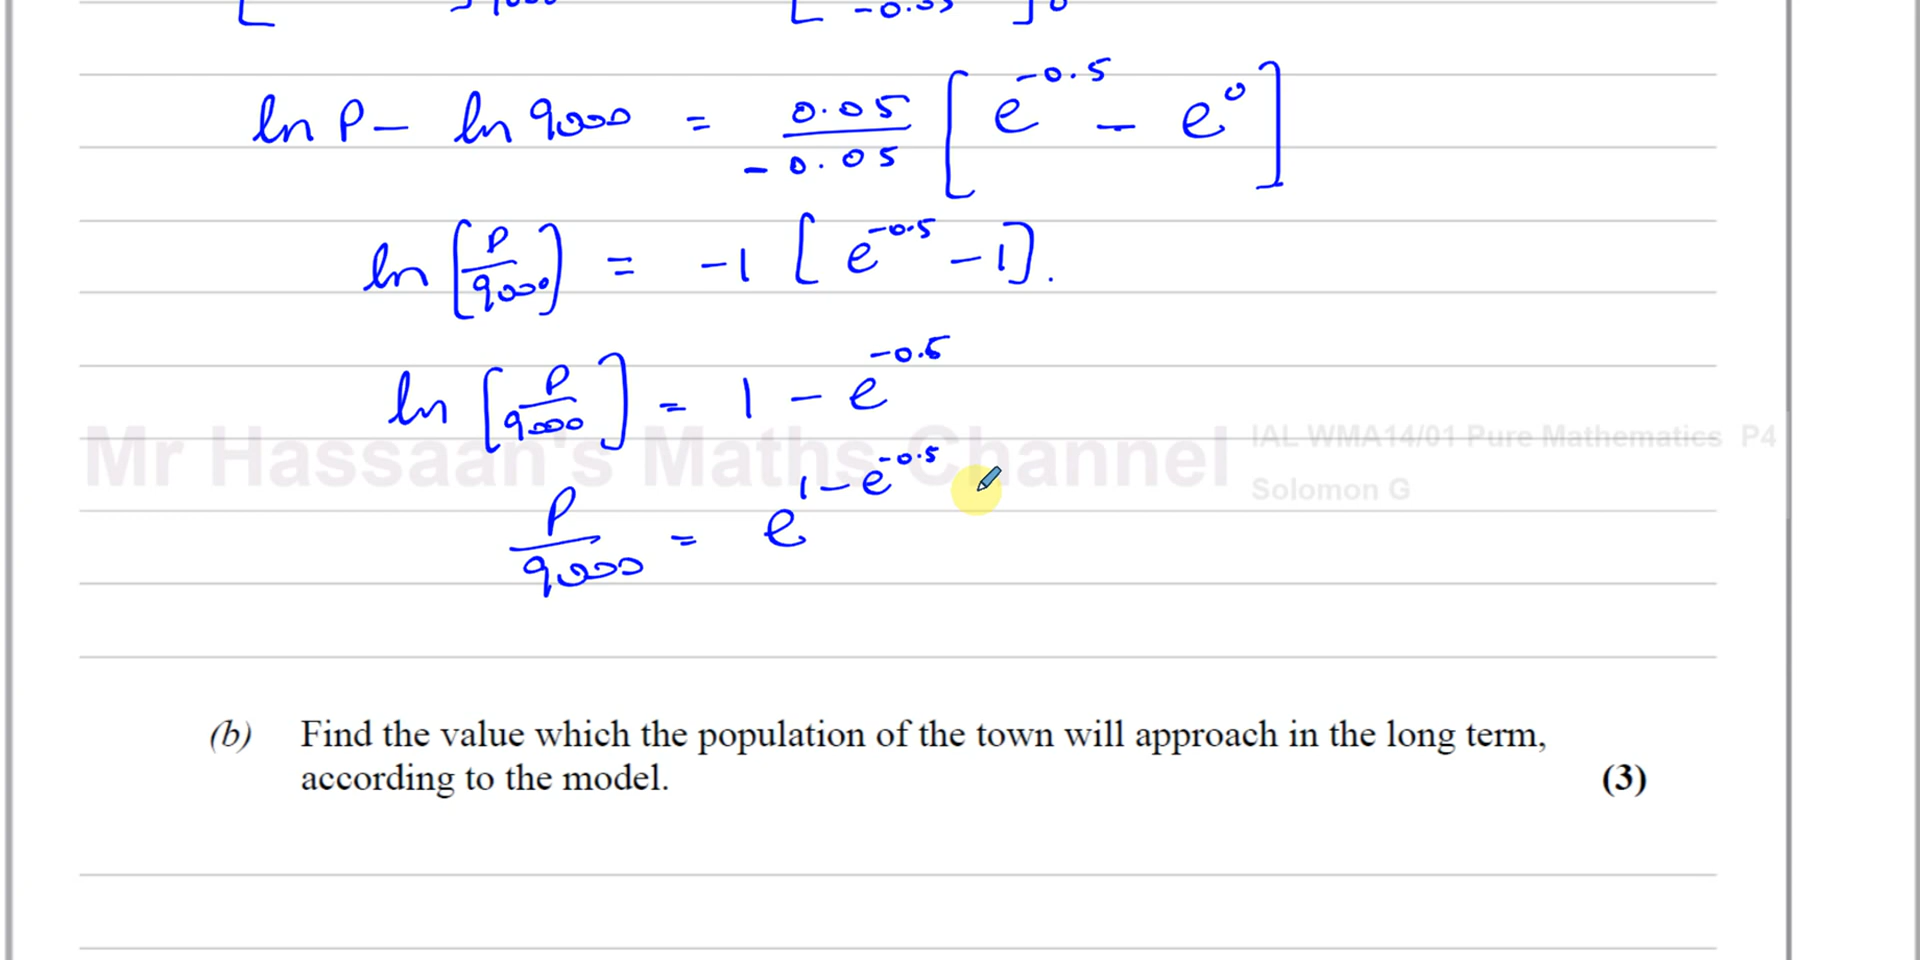 ln P - ln 9000 = 0.05 / -0.05 [ e^-0.5 - e^0 ]
ln [ P / 9000 ] = -1 [ e^-0.5 - 1 ].
ln [ P / 9000 ] = 1 - e^-0.5
Mr Hassaan's Maths Channel
IAL WMA14/01 Pure Mathematics P4
Solomon G
P / 9000 = e^(1 - e^-0.5)
(b) Find the value which the population of the town will approach in the long term,
according to the model.
(3)